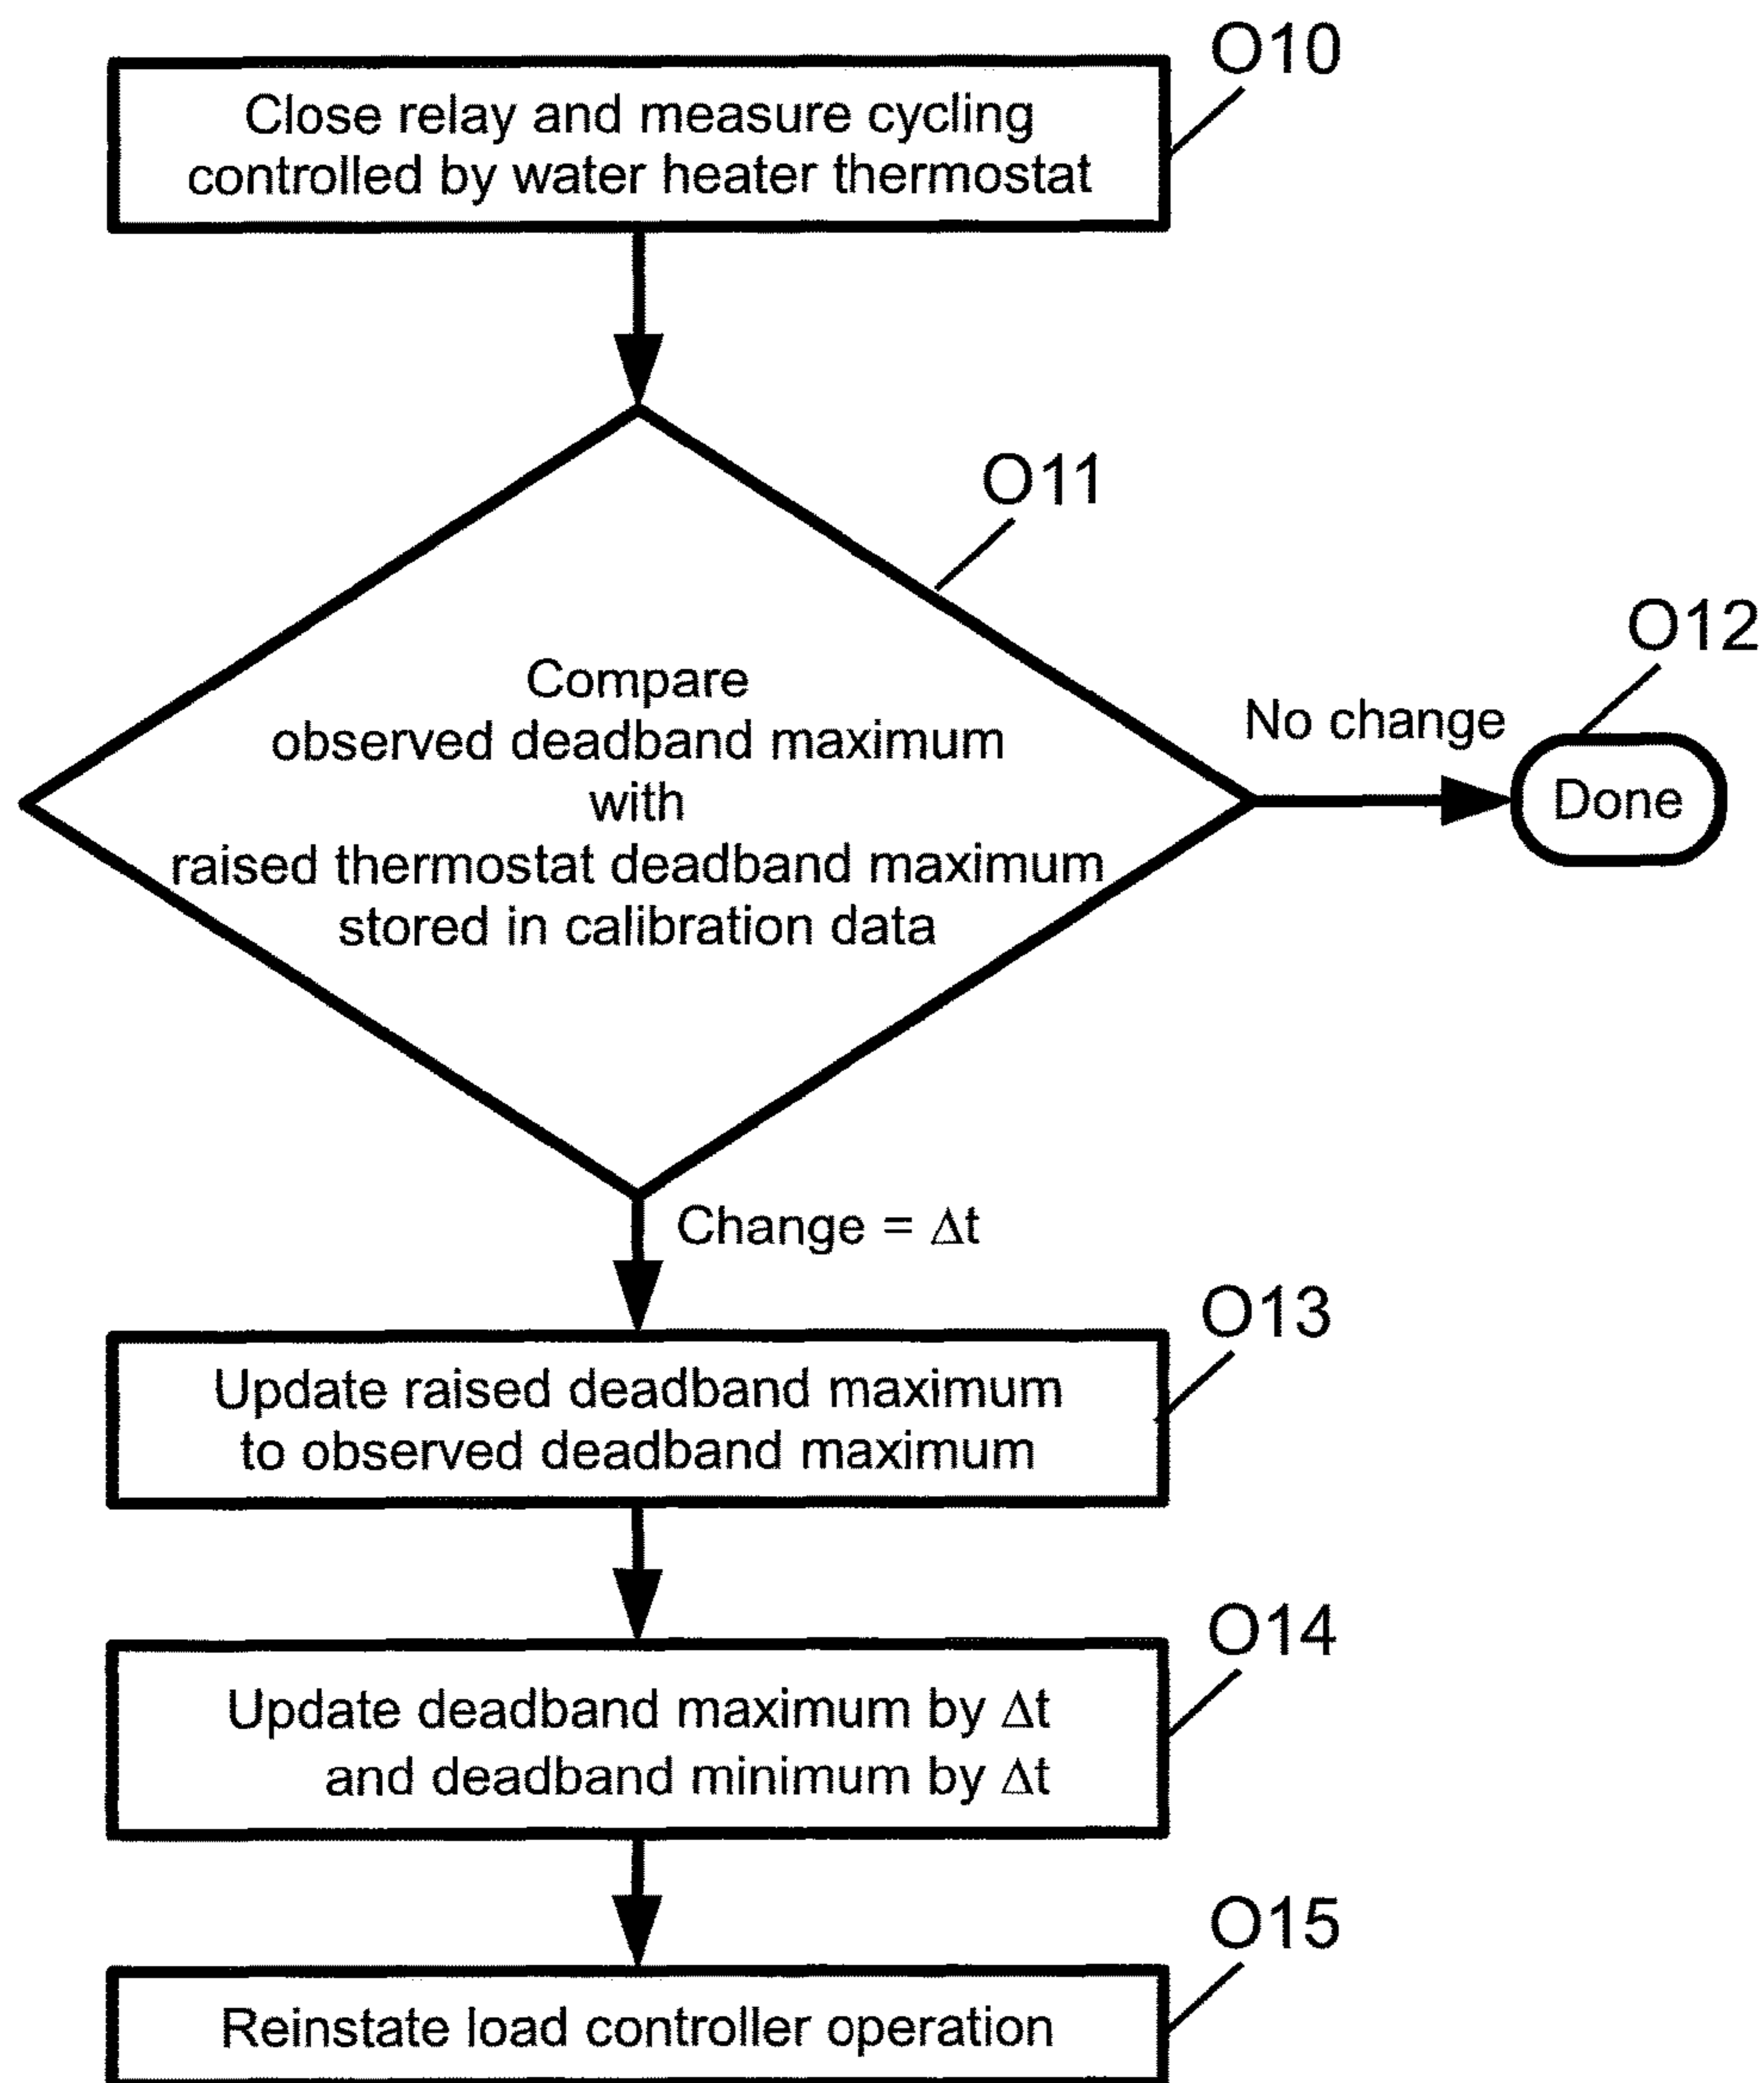 O10
Close relay and measure cycling
controlled by water heater thermostat
O11
Compare
observed deadband maximum
with
raised thermostat deadband maximum
stored in calibration data
O12
No change
Done
Change = Δt
O13
Update raised deadband maximum
to observed deadband maximum
O14
Update deadband maximum by Δt
and deadband minimum by Δt
O15
Reinstate load controller operation